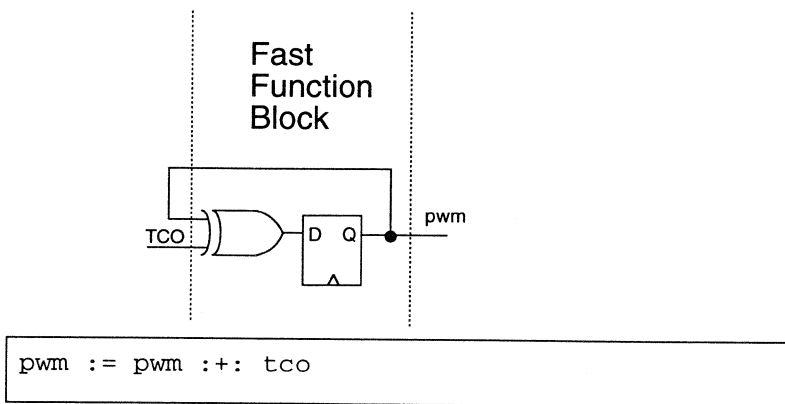 Fast
Function
Block
TCO
D Q
pwm
pwm := pwm :+: tco